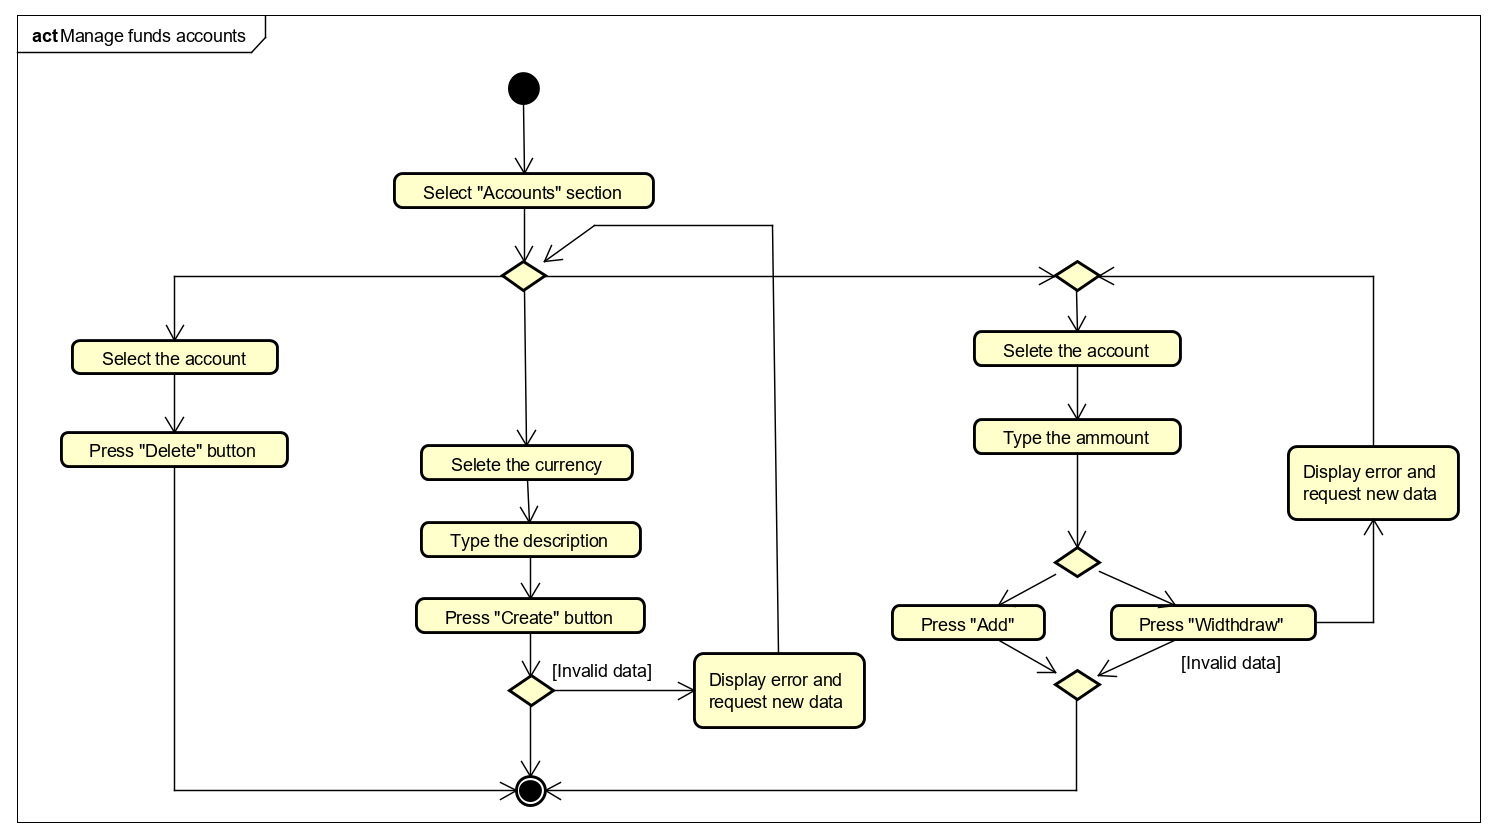 act Manage funds accounts
Select "Accounts" section
Select the account
Selete the account
Press "Delete" button
Type the ammount
Selete the currency
Display error and
request new data
Type the description
Press "Create" button
Press "Add"
Press "Widthdraw"
[Invalid data]
[Invalid data]
Display error and
request new data